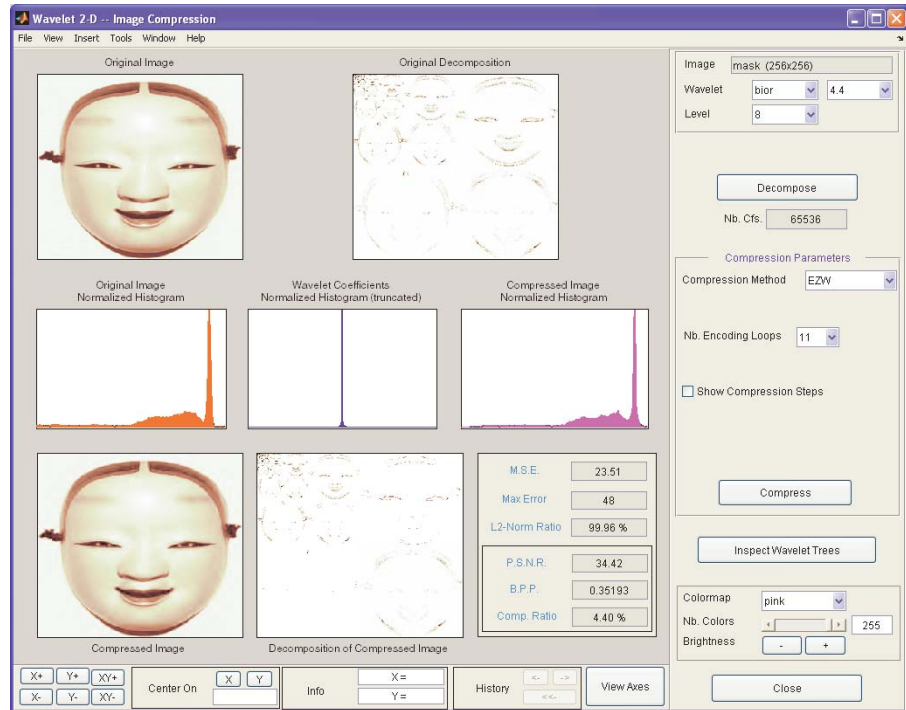 Wavelet 2-D -- Image Compression
File View Insert Tools Window Help
Original Image
Original Decomposition
Original Image
Normalized Histogram
Wavelet Coefficients
Normalized Histogram (truncated)
Compressed Image
Normalized Histogram
M.S.E. 23.51
Max Error 48
L2-Norm Ratio 99.96 %
P.S.N.R. 34.42
B.P.P. 0.35193
Comp. Ratio 4.40 %
Compressed Image
Decomposition of Compressed Image
Image mask (256x256)
Wavelet bior 4.4
Level 8
Decompose
Nb. Cfs. 65536
Compression Parameters
Compression Method EZW
Nb. Encoding Loops 11
Show Compression Steps
Compress
Inspect Wavelet Trees
Colormap pink
Nb. Colors 255
Brightness - +
X+ Y+ XY+
X- Y- XY-
Center On X Y
Info X =
Y =
History <- ->
<<-
View Axes
Close